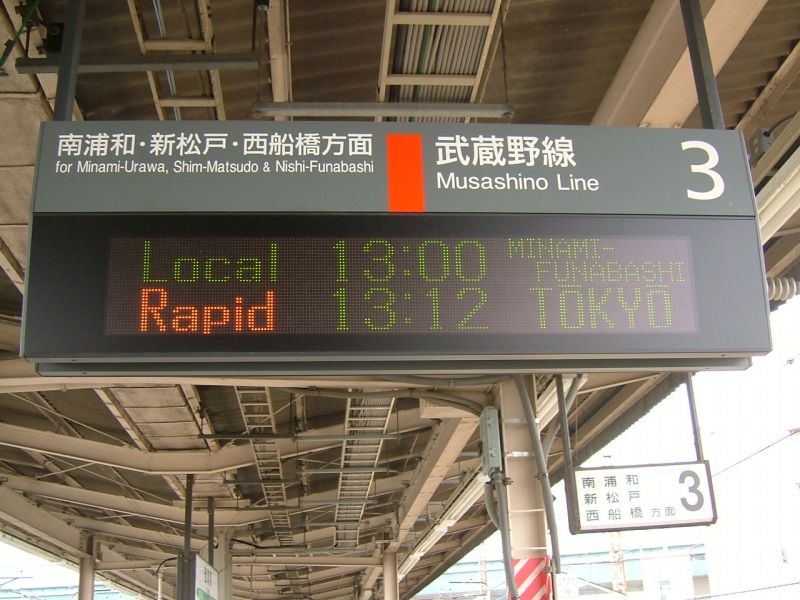 南浦和・新松戸・西船橋方面
for Minami-Urawa, Shim-Matsudo & Nishi-Funabashi
武蔵野線
Musashino Line
3
Local 13:00 MINAMI-
FUNABASHI
Rapid 13:12 TOKYO
南浦和
新松戸
西船橋方面
3